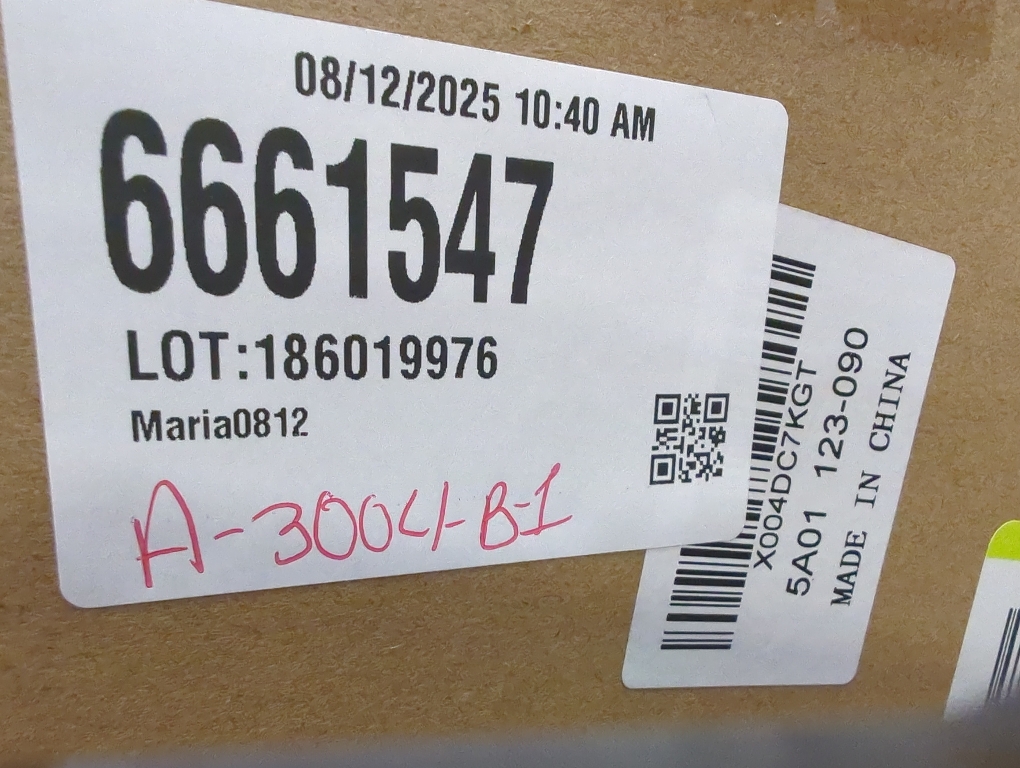 08/12/2025 10:40 AM
6661547
LOT:186019976
Maria0812
A-3004-B-1
X004DC7KGT
5A01 123-090
MADE IN CHINA